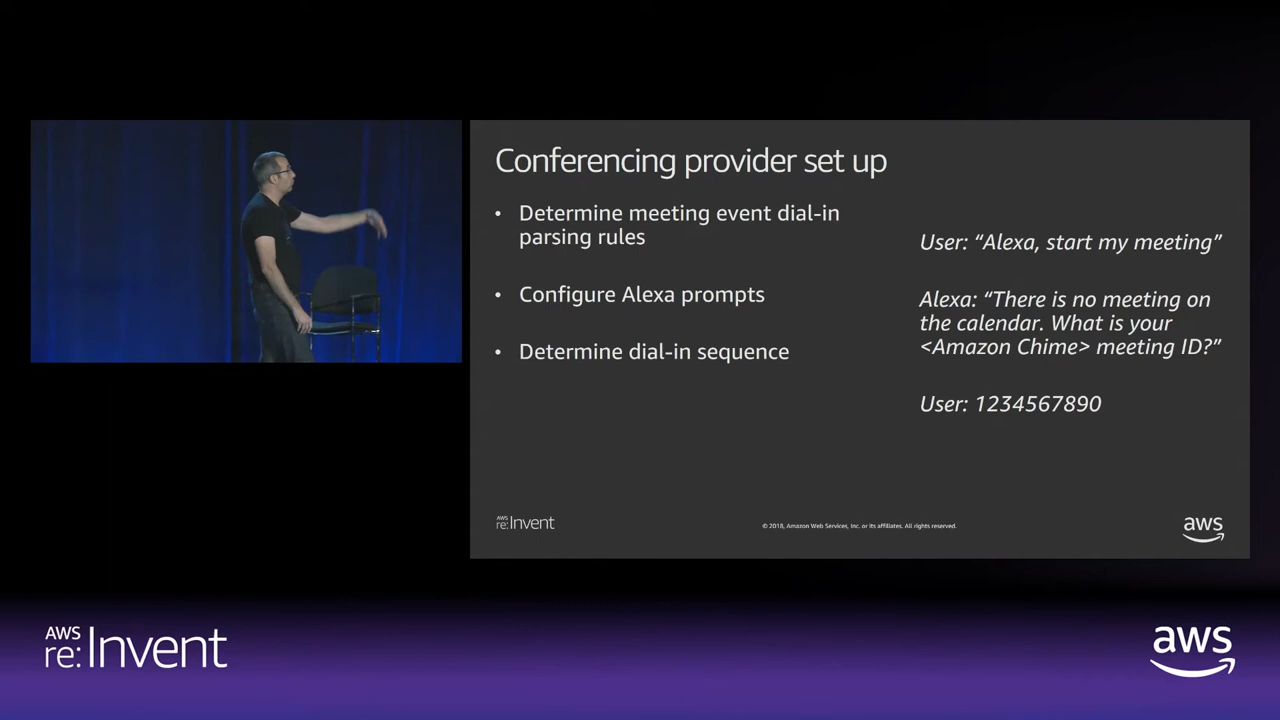 Conferencing provider set up
• Determine meeting event dial-in
parsing rules
• Configure Alexa prompts
• Determine dial-in sequence
User: “Alexa, start my meeting”
Alexa: “There is no meeting on
the calendar. What is your
<Amazon Chime> meeting ID?”
User: 1234567890
AWS
re:Invent
© 2018, Amazon Web Services, Inc. or its affiliates. All rights reserved.
aws
AWS
re:Invent
aws